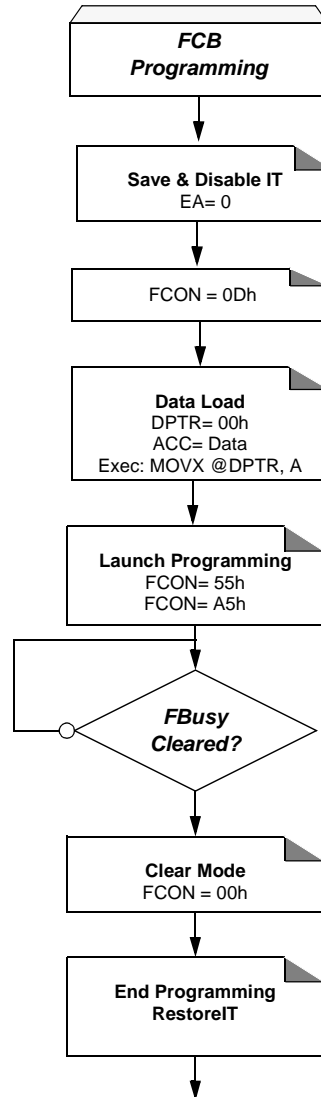 FCB
Programming
Save & Disable IT
EA= 0
FCON = 0Dh
Data Load
DPTR= 00h
ACC= Data
Exec: MOVX @DPTR, A
Launch Programming
FCON= 55h
FCON= A5h
FBusy
Cleared?
Clear Mode
FCON = 00h
End Programming
RestoreIT